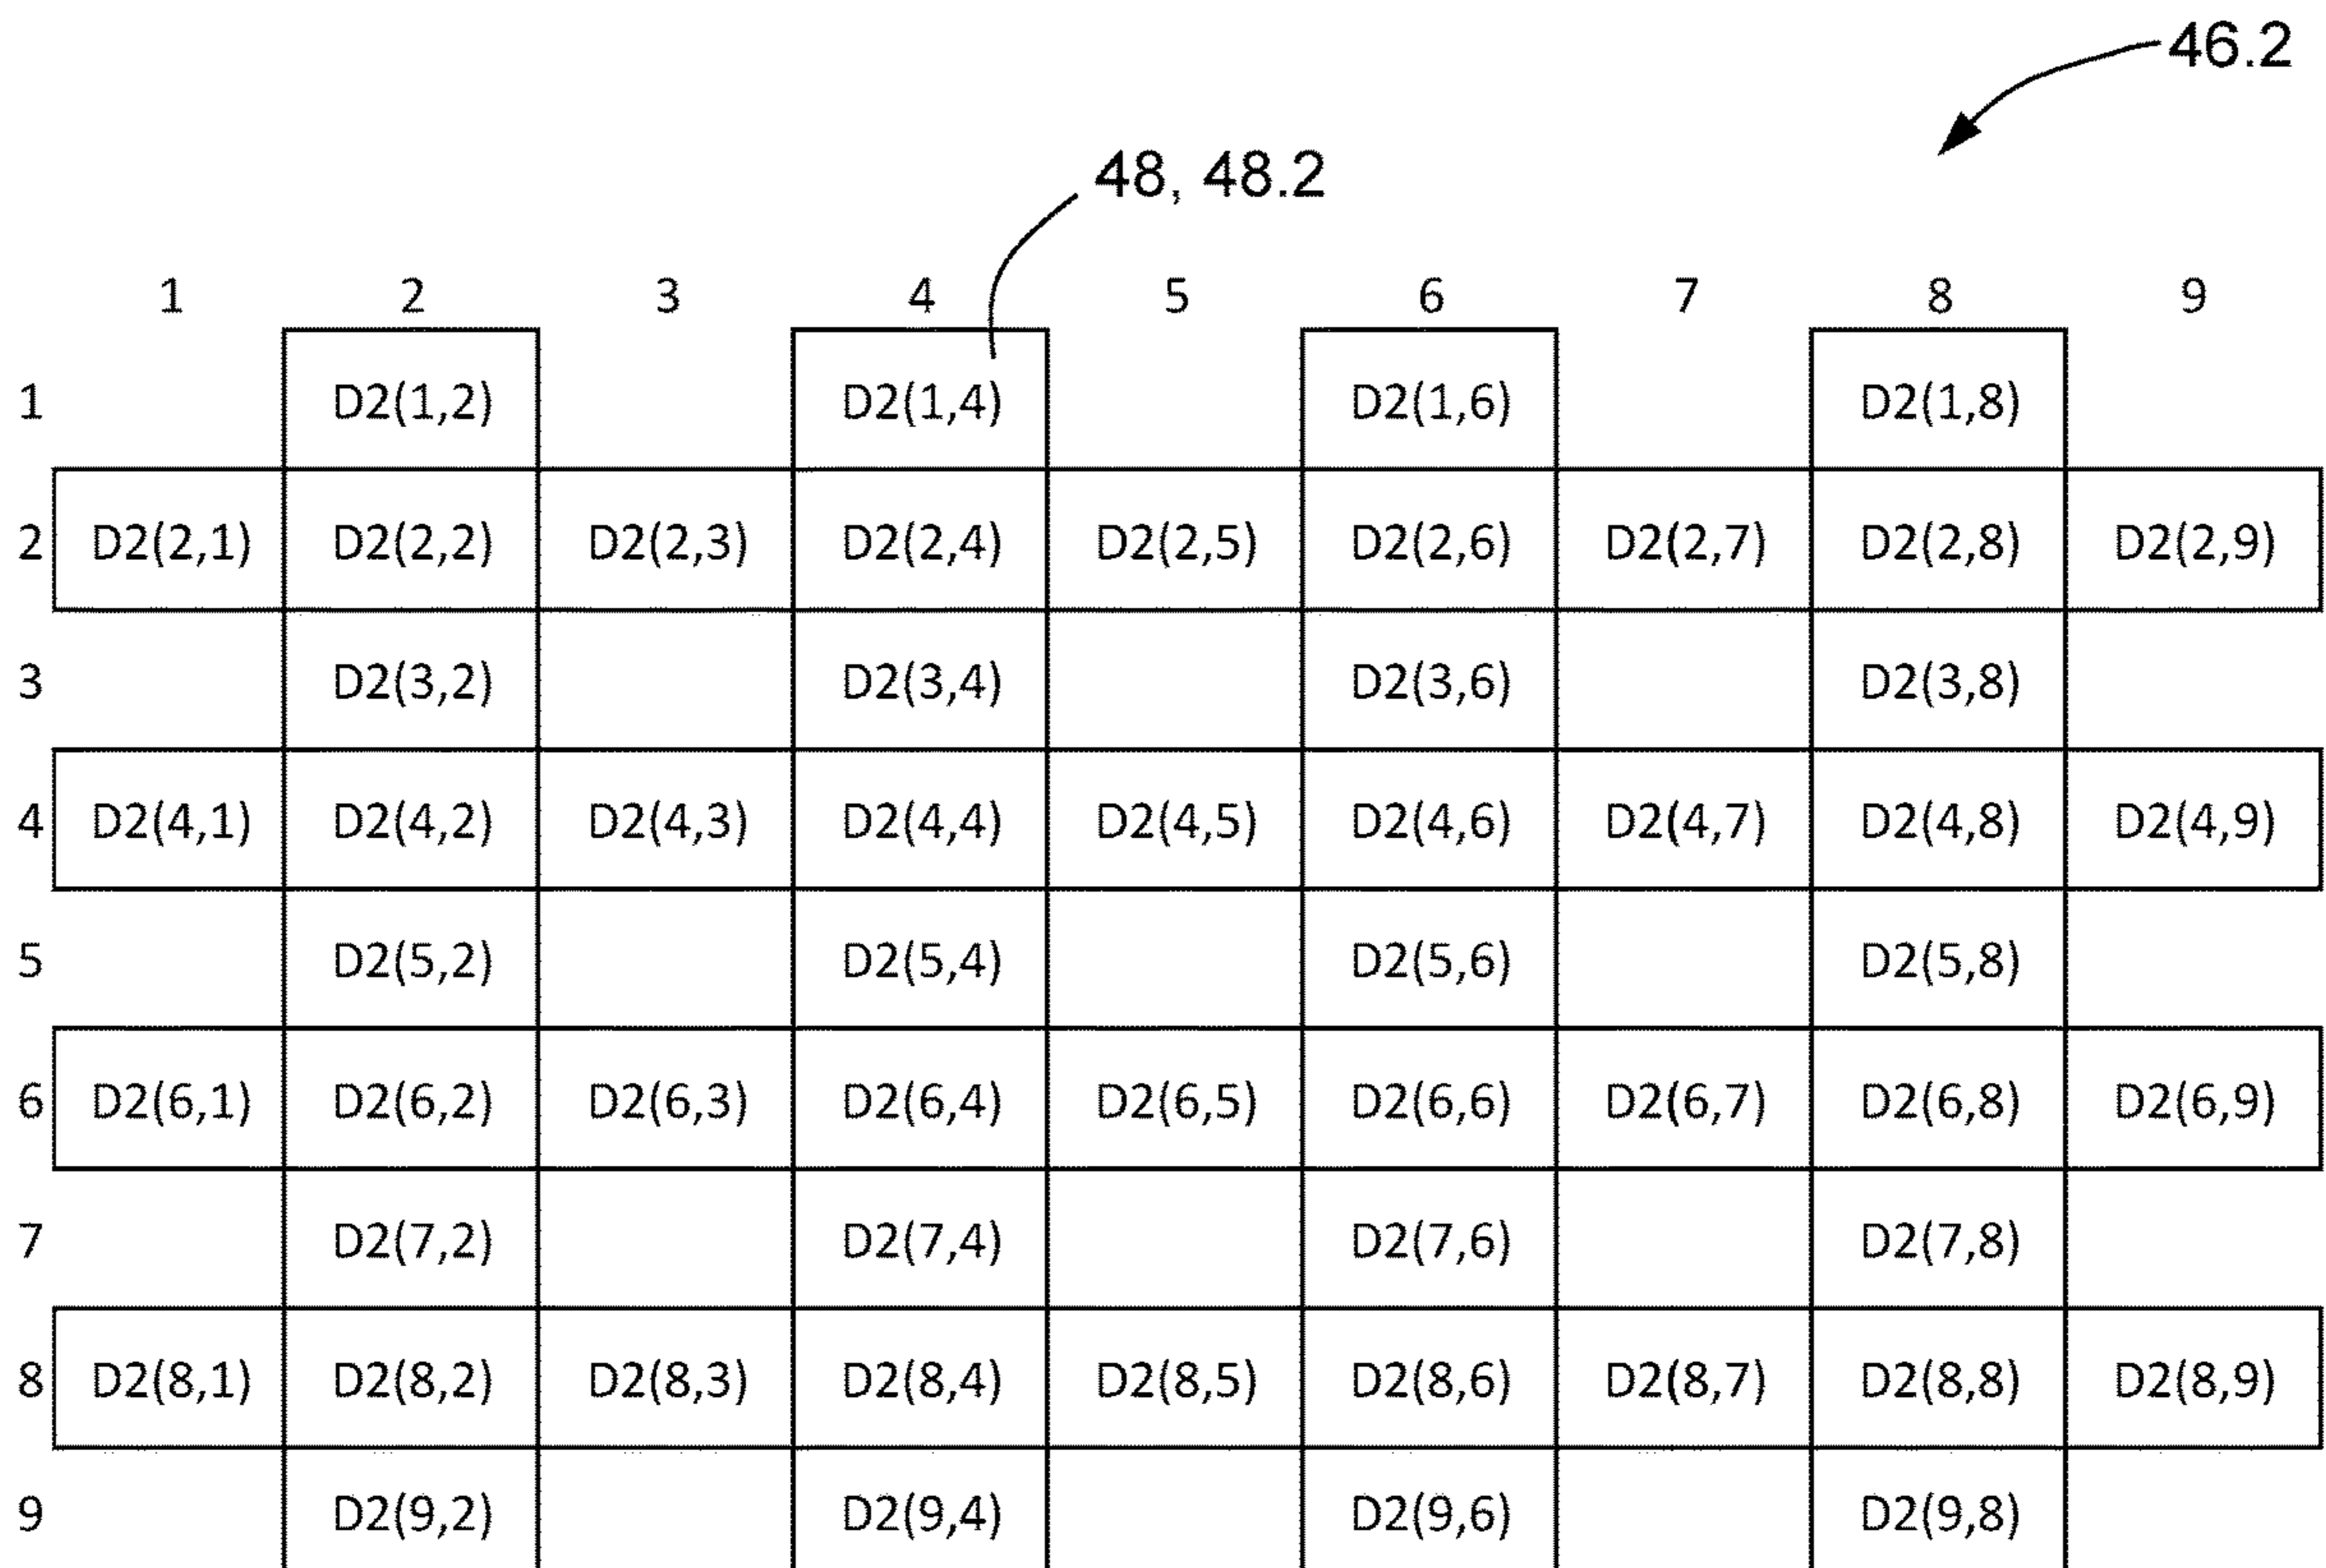 46.2
48, 48.2
1 2 3 4 5 6 7 8 9
1 D2(1,2) D2(1,4) D2(1,6) D2(1,8)
2 D2(2,1) D2(2,2) D2(2,3) D2(2,4) D2(2,5) D2(2,6) D2(2,7) D2(2,8) D2(2,9)
3 D2(3,2) D2(3,4) D2(3,6) D2(3,8)
4 D2(4,1) D2(4,2) D2(4,3) D2(4,4) D2(4,5) D2(4,6) D2(4,7) D2(4,8) D2(4,9)
5 D2(5,2) D2(5,4) D2(5,6) D2(5,8)
6 D2(6,1) D2(6,2) D2(6,3) D2(6,4) D2(6,5) D2(6,6) D2(6,7) D2(6,8) D2(6,9)
7 D2(7,2) D2(7,4) D2(7,6) D2(7,8)
8 D2(8,1) D2(8,2) D2(8,3) D2(8,4) D2(8,5) D2(8,6) D2(8,7) D2(8,8) D2(8,9)
9 D2(9,2) D2(9,4) D2(9,6) D2(9,8)